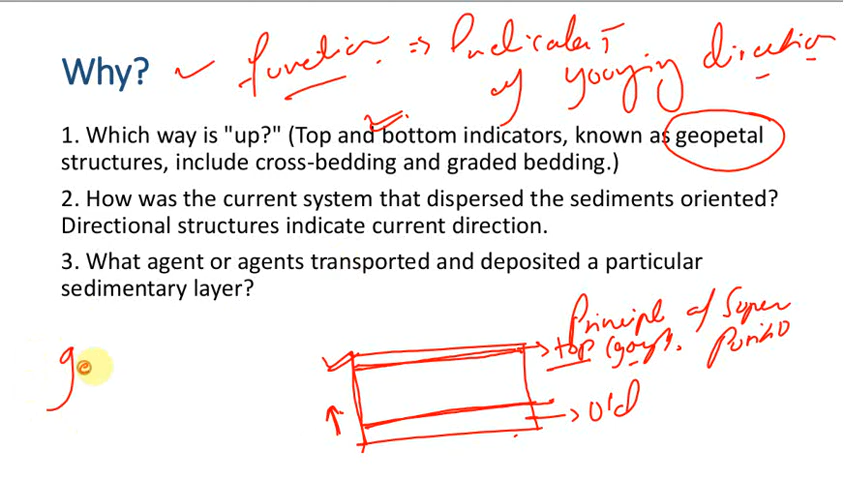 function => Indicator
Why? of younging direction
1. Which way is "up?" (Top and bottom indicators, known as geopetal
structures, include cross-bedding and graded bedding.)
2. How was the current system that dispersed the sediments oriented?
Directional structures indicate current direction.
3. What agent or agents transported and deposited a particular
sedimentary layer?
Principle of Super
top
old
ge